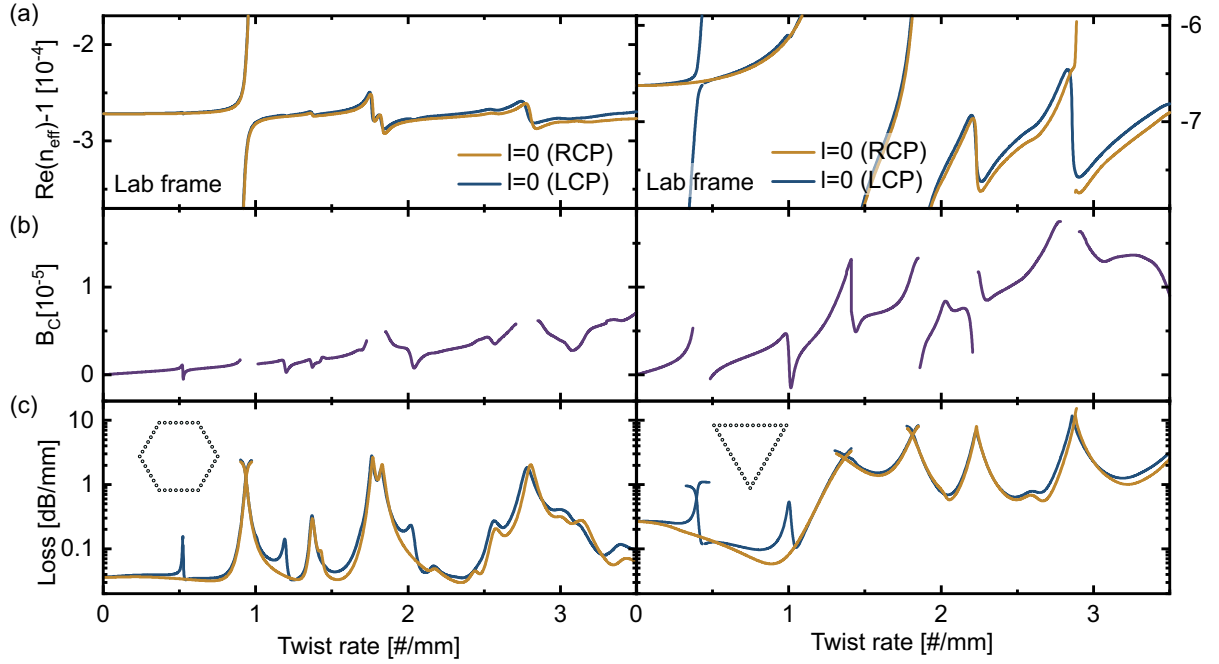 (a)
Re(n_eff)-1 [10^-4]
-2
-3
-6
-7
l=0 (RCP)
l=0 (LCP)
Lab frame
l=0 (RCP)
l=0 (LCP)
Lab frame
(b)
B_C[10^-5]
1
0
(c)
Loss [dB/mm]
10
1
0.1
0 1 2 3 0 1 2 3
Twist rate [#/mm] Twist rate [#/mm]